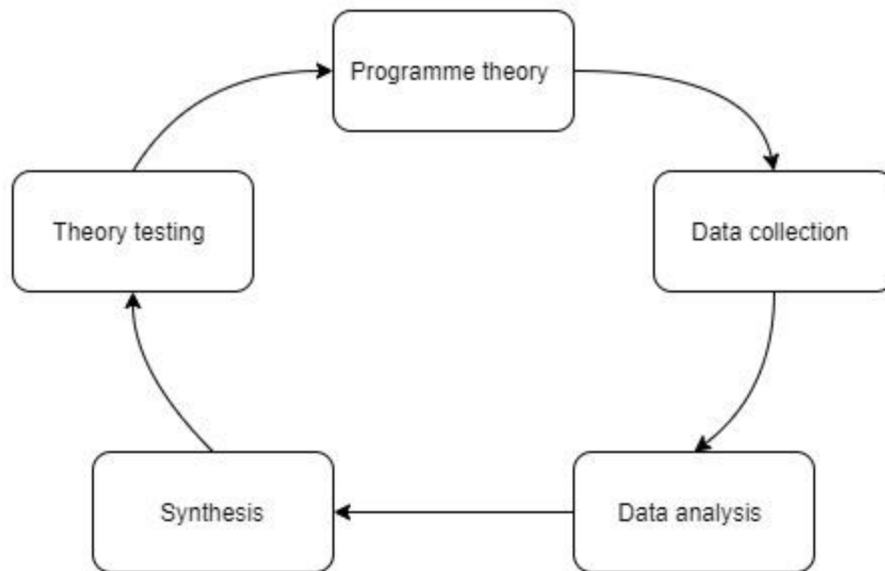 Programme theory
Theory testing
Data collection
Synthesis
Data analysis